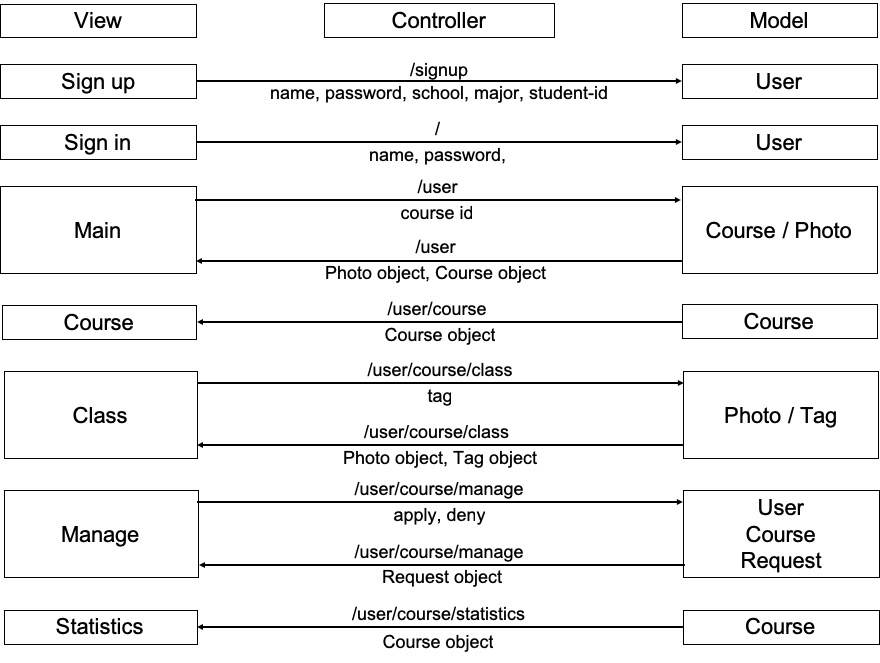 View
Controller
Model
Sign up
/signup
name, password, school, major, student-id
User
Sign in
/
name, password,
User
Main
/user
course id
/user
Photo object, Course object
Course / Photo
Course
/user/course
Course object
Course
Class
/user/course/class
tag
/user/course/class
Photo object, Tag object
Photo / Tag
Manage
/user/course/manage
apply, deny
/user/course/manage
Request object
User
Course
Request
Statistics
/user/course/statistics
Course object
Course